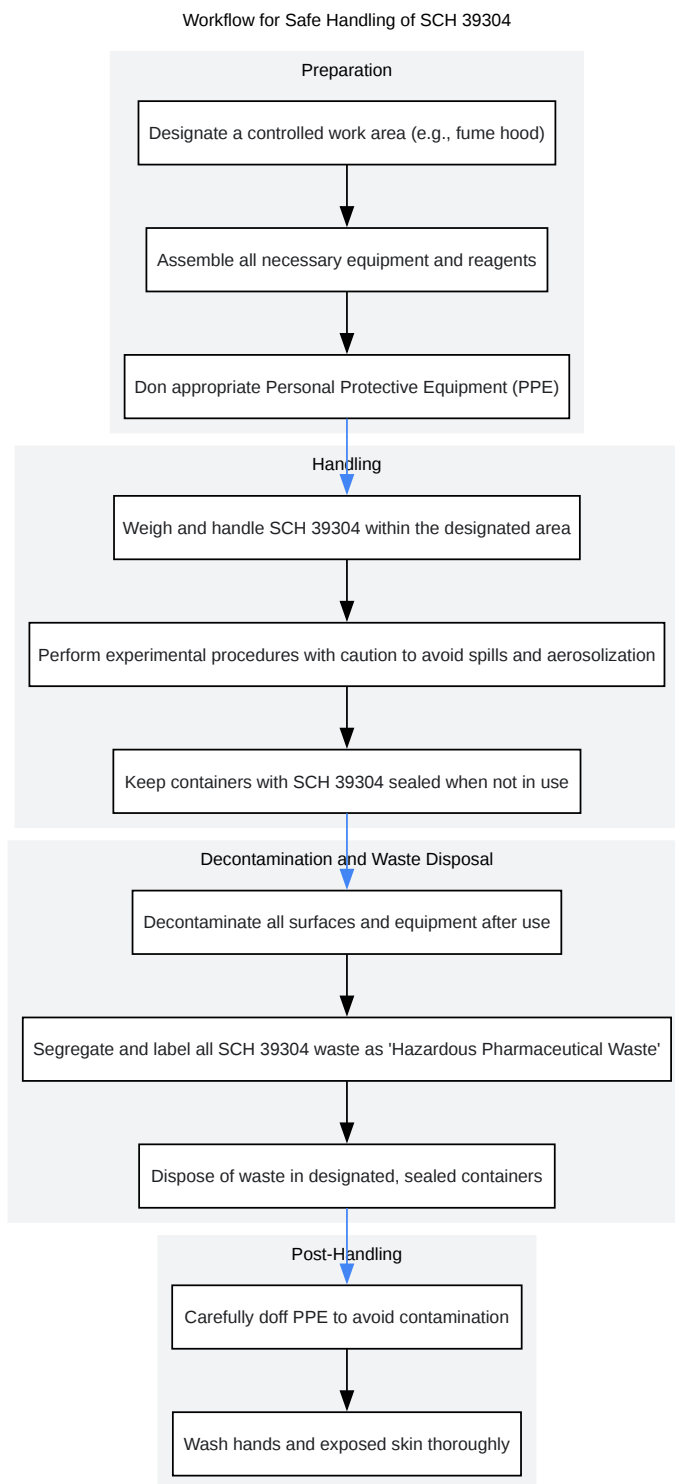 Workflow for Safe Handling of SCH 39304
Preparation
Designate a controlled work area (e.g., fume hood)
Assemble all necessary equipment and reagents
Don appropriate Personal Protective Equipment (PPE)
Handling
Weigh and handle SCH 39304 within the designated area
Perform experimental procedures with caution to avoid spills and aerosolization
Keep containers with SCH 39304 sealed when not in use
Decontamination and Waste Disposal
Decontaminate all surfaces and equipment after use
Segregate and label all SCH 39304 waste as 'Hazardous Pharmaceutical Waste'
Dispose of waste in designated, sealed containers
Post-Handling
Carefully doff PPE to avoid contamination
Wash hands and exposed skin thoroughly